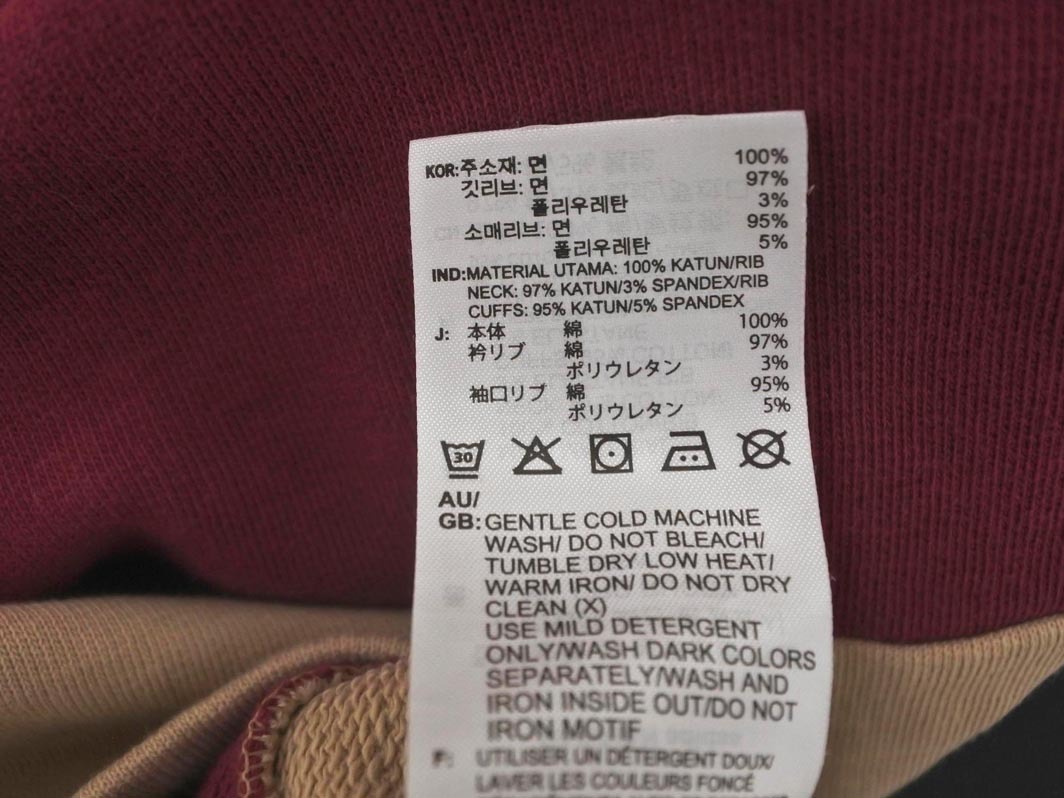 KOR:주소재: 면 100%
깃리브: 면 97%
폴리우레탄 3%
소매리브: 면 95%
폴리우레탄 5%
IND:MATERIAL UTAMA: 100% KATUN/RIB
NECK: 97% KATUN/3% SPANDEX/RIB
CUFFS: 95% KATUN/5% SPANDEX
J: 本体 綿 100%
衿リブ 綿 97%
ポリウレタン 3%
袖口リブ 綿 95%
ポリウレタン 5%
30
AU/
GB:GENTLE COLD MACHINE
WASH/ DO NOT BLEACH/
TUMBLE DRY LOW HEAT/
WARM IRON/ DO NOT DRY
CLEAN (X)
USE MILD DETERGENT
ONLY/WASH DARK COLORS
SEPARATELY/WASH AND
IRON INSIDE OUT/DO NOT
IRON MOTIF
F: UTILISER UN DÉTERGENT DOUX/
LAVER LES COULEURS FONCÉ